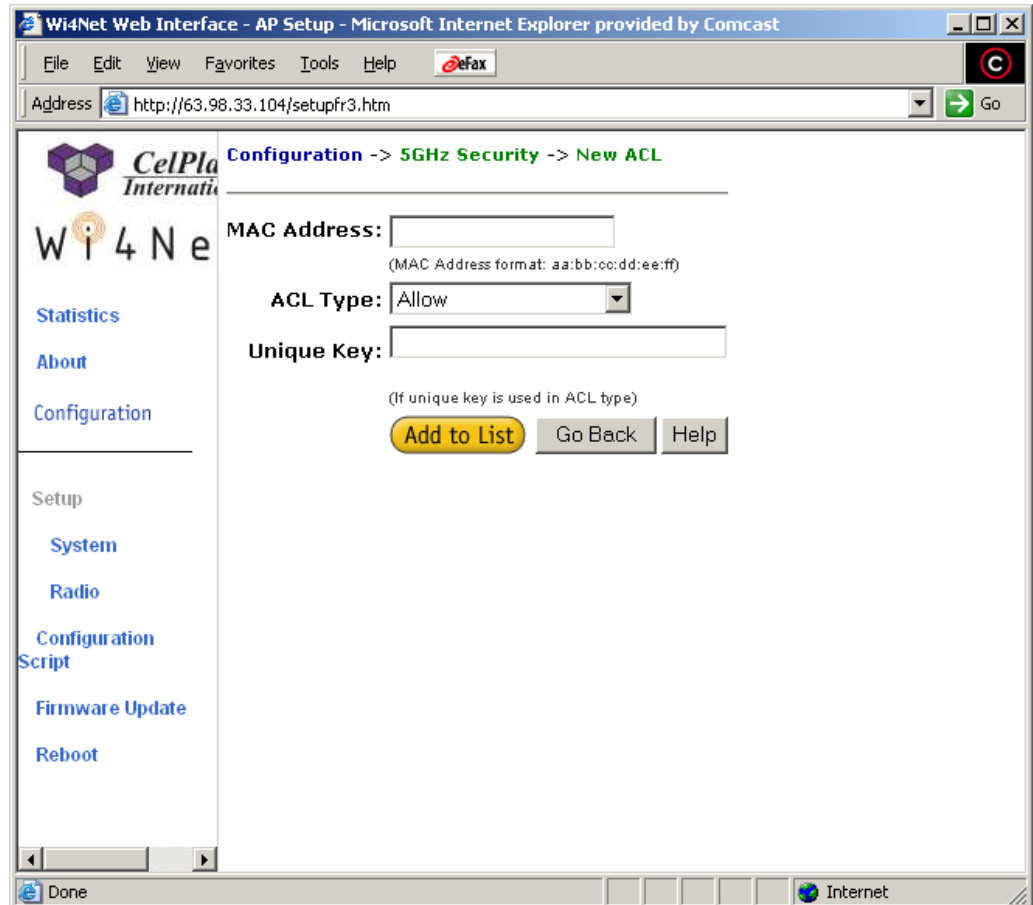 Wi4Net Web Interface - AP Setup - Microsoft Internet Explorer provided by Comcast
File Edit View Favorites Tools Help eFax
Address http://63.98.33.104/setupfr3.htm Go
CelPla
Internati
Wi4Ne
Statistics
About
Configuration
Setup
System
Radio
Configuration
Script
Firmware Update
Reboot
Configuration -> 5GHz Security -> New ACL
MAC Address:
(MAC Address format: aa:bb:cc:dd:ee:ff)
ACL Type: Allow
Unique Key:
(If unique key is used in ACL type)
Add to List Go Back Help
Done Internet